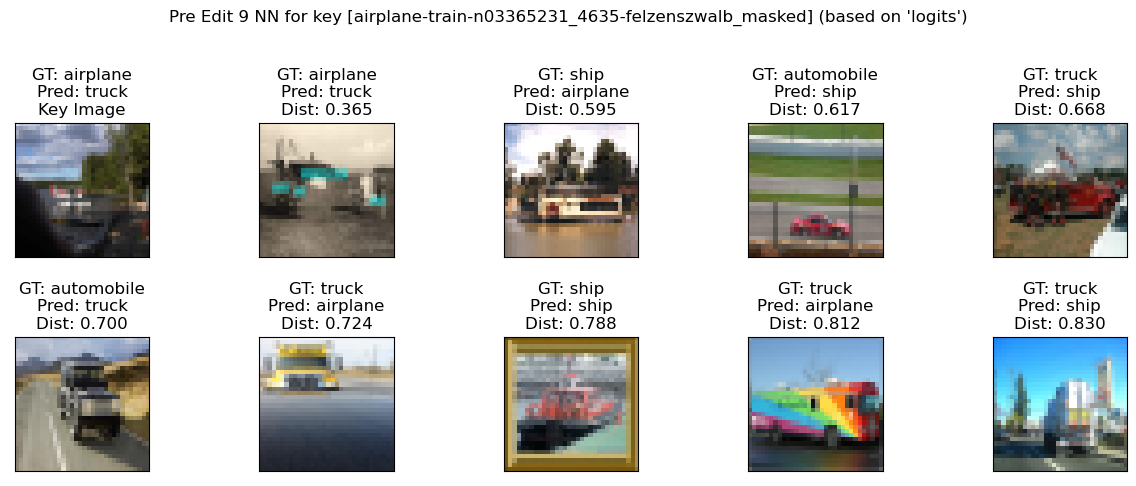 Pre Edit 9 NN for key [airplane-train-n03365231_4635-felzenszwalb_masked] (based on 'logits')
GT: airplane
Pred: truck
Key Image
GT: airplane
Pred: truck
Dist: 0.365
GT: ship
Pred: airplane
Dist: 0.595
GT: automobile
Pred: ship
Dist: 0.617
GT: truck
Pred: ship
Dist: 0.668
GT: automobile
Pred: truck
Dist: 0.700
GT: truck
Pred: airplane
Dist: 0.724
GT: ship
Pred: ship
Dist: 0.788
GT: truck
Pred: airplane
Dist: 0.812
GT: truck
Pred: ship
Dist: 0.830